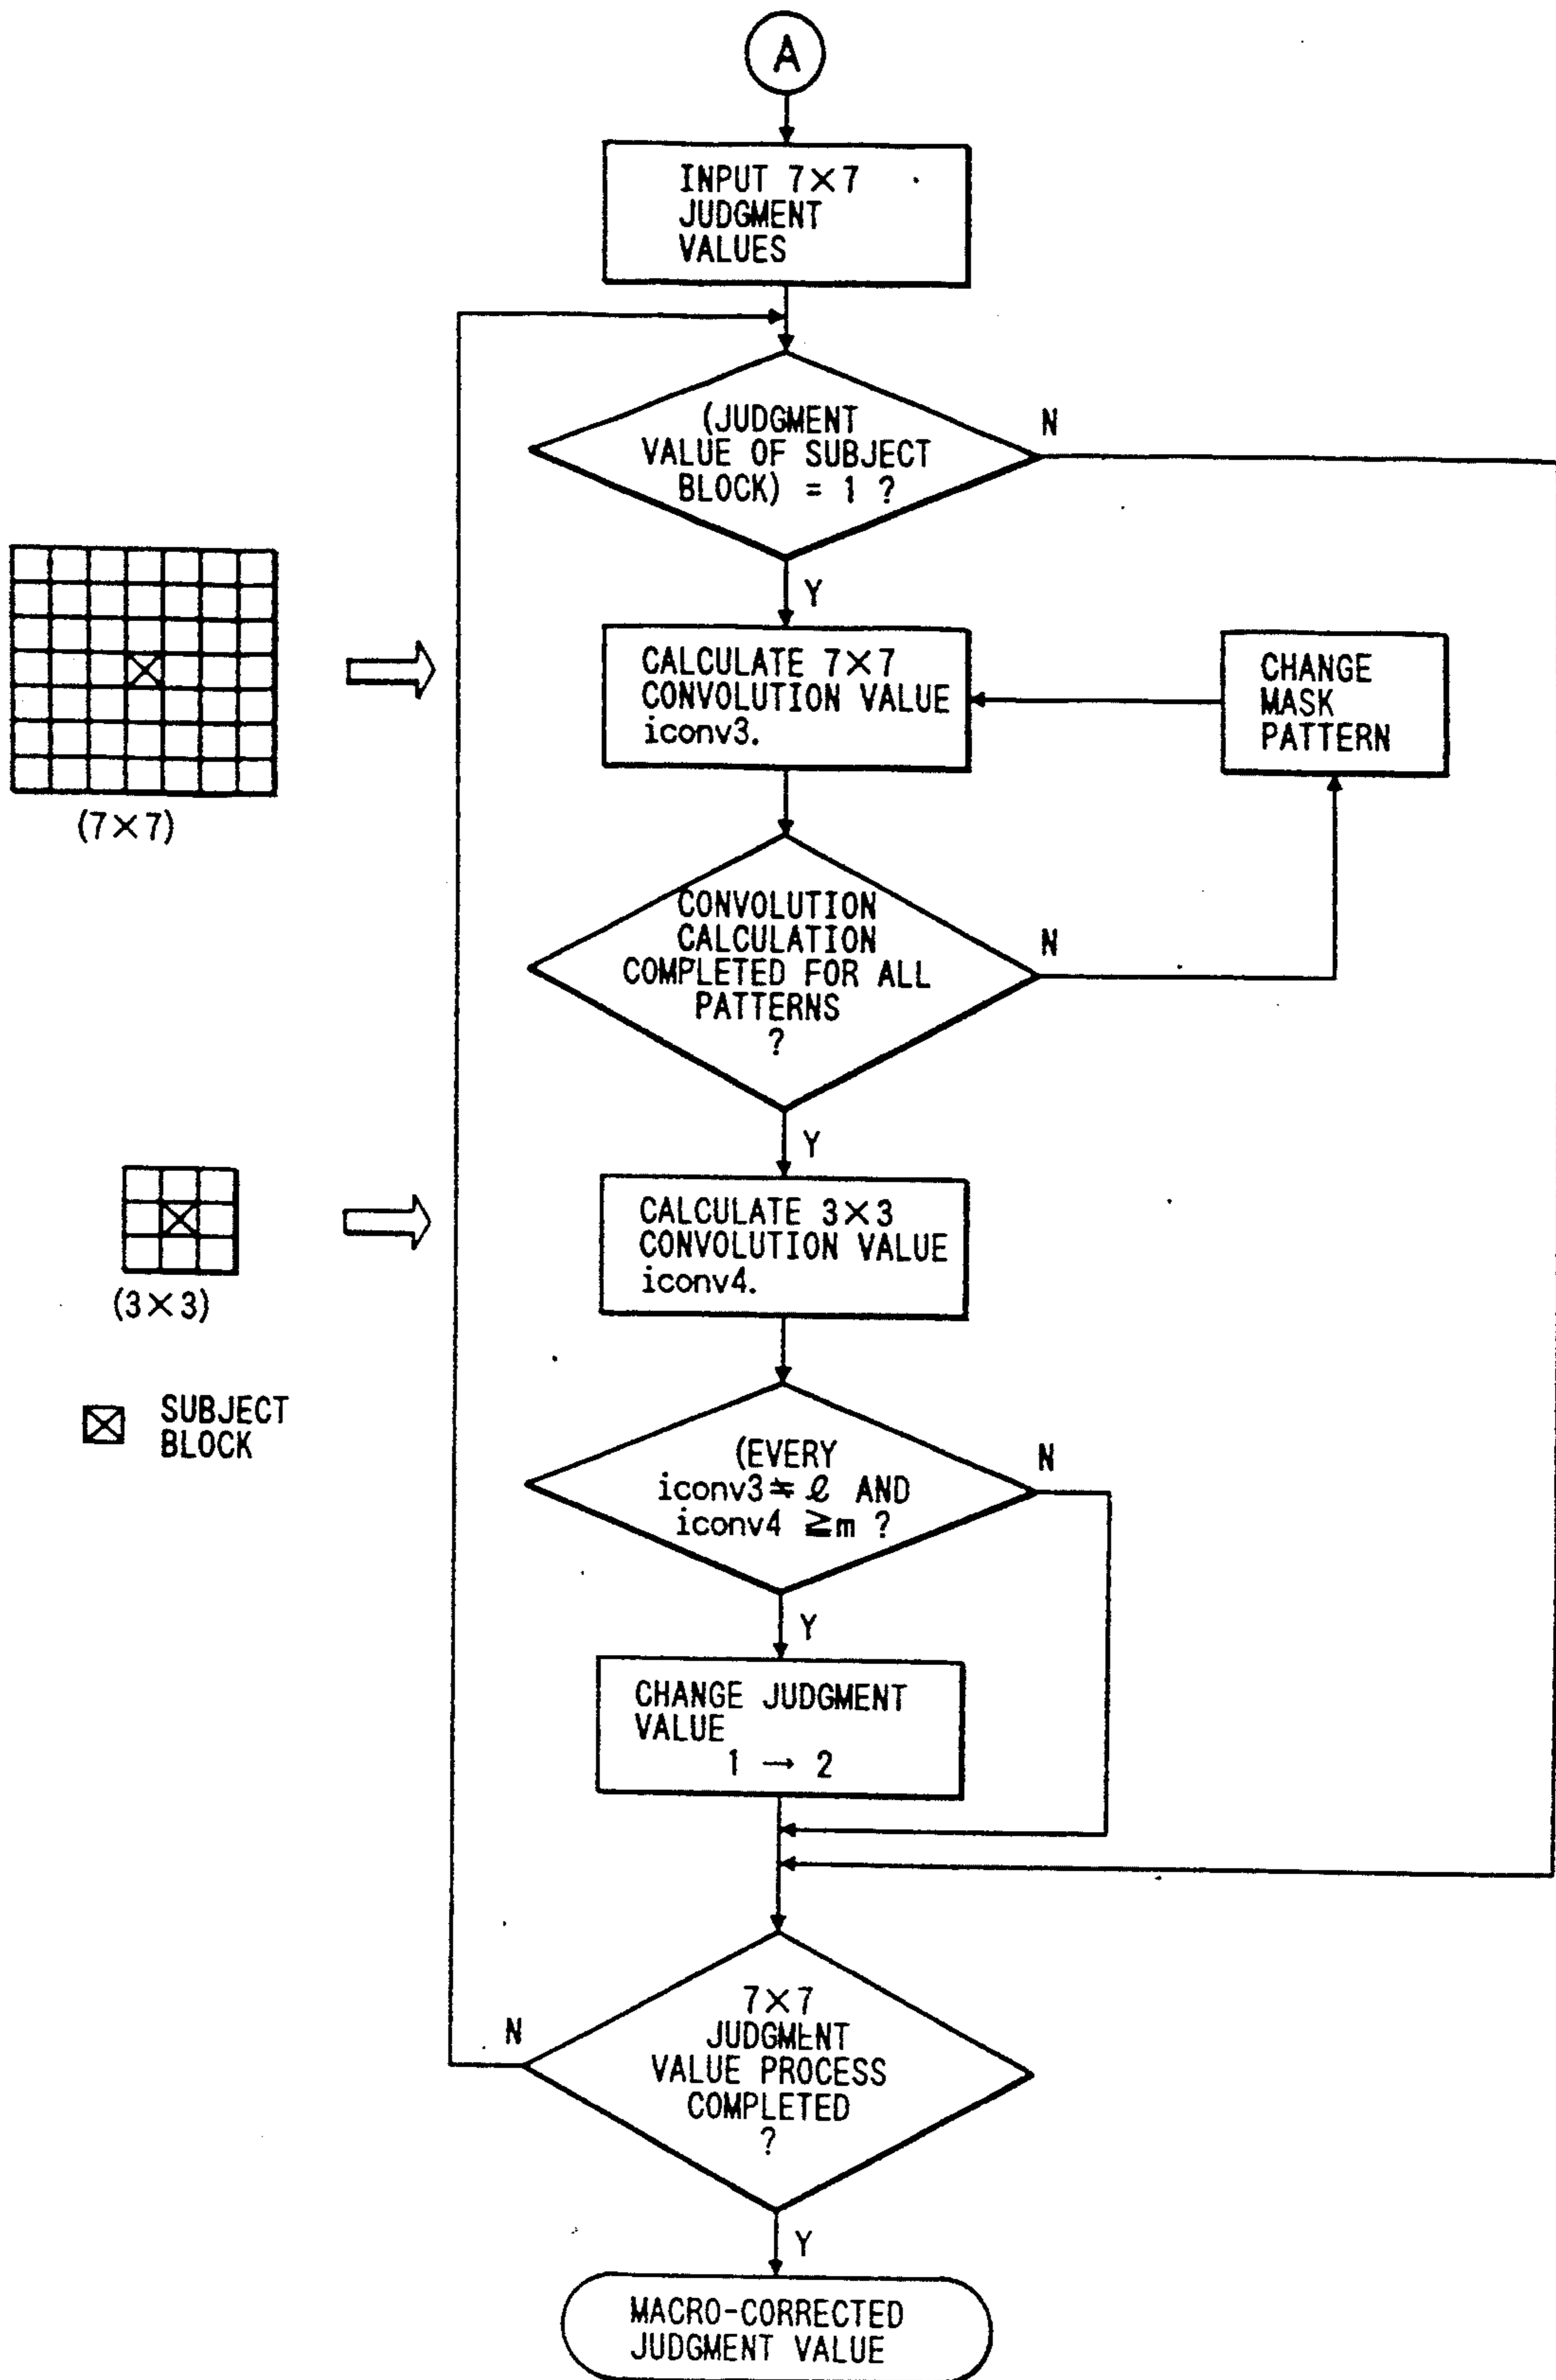 A
INPUT 7×7
JUDGMENT
VALUES
(JUDGMENT
VALUE OF SUBJECT
BLOCK) = 1 ?
N
Y
CALCULATE 7×7
CONVOLUTION VALUE
iconv3.
CHANGE
MASK
PATTERN
(7×7)
CONVOLUTION
CALCULATION
COMPLETED FOR ALL
PATTERNS
?
N
Y
CALCULATE 3×3
CONVOLUTION VALUE
iconv4.
(3×3)
SUBJECT
BLOCK
(EVERY
iconv3≒ ℓ AND
iconv4 ≧m ?
N
Y
CHANGE JUDGMENT
VALUE
1 → 2
7×7
JUDGMENT
VALUE PROCESS
COMPLETED
?
N
Y
MACRO-CORRECTED
JUDGMENT VALUE